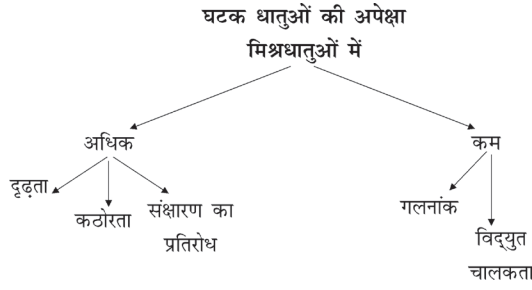 घटक धातुओं की अपेक्षा
मिश्रधातुओं में
अधिक
कम
दृढ़ता
कठोरता
संक्षारण का
प्रतिरोध
गलनांक
विद्‌युत
चालकता